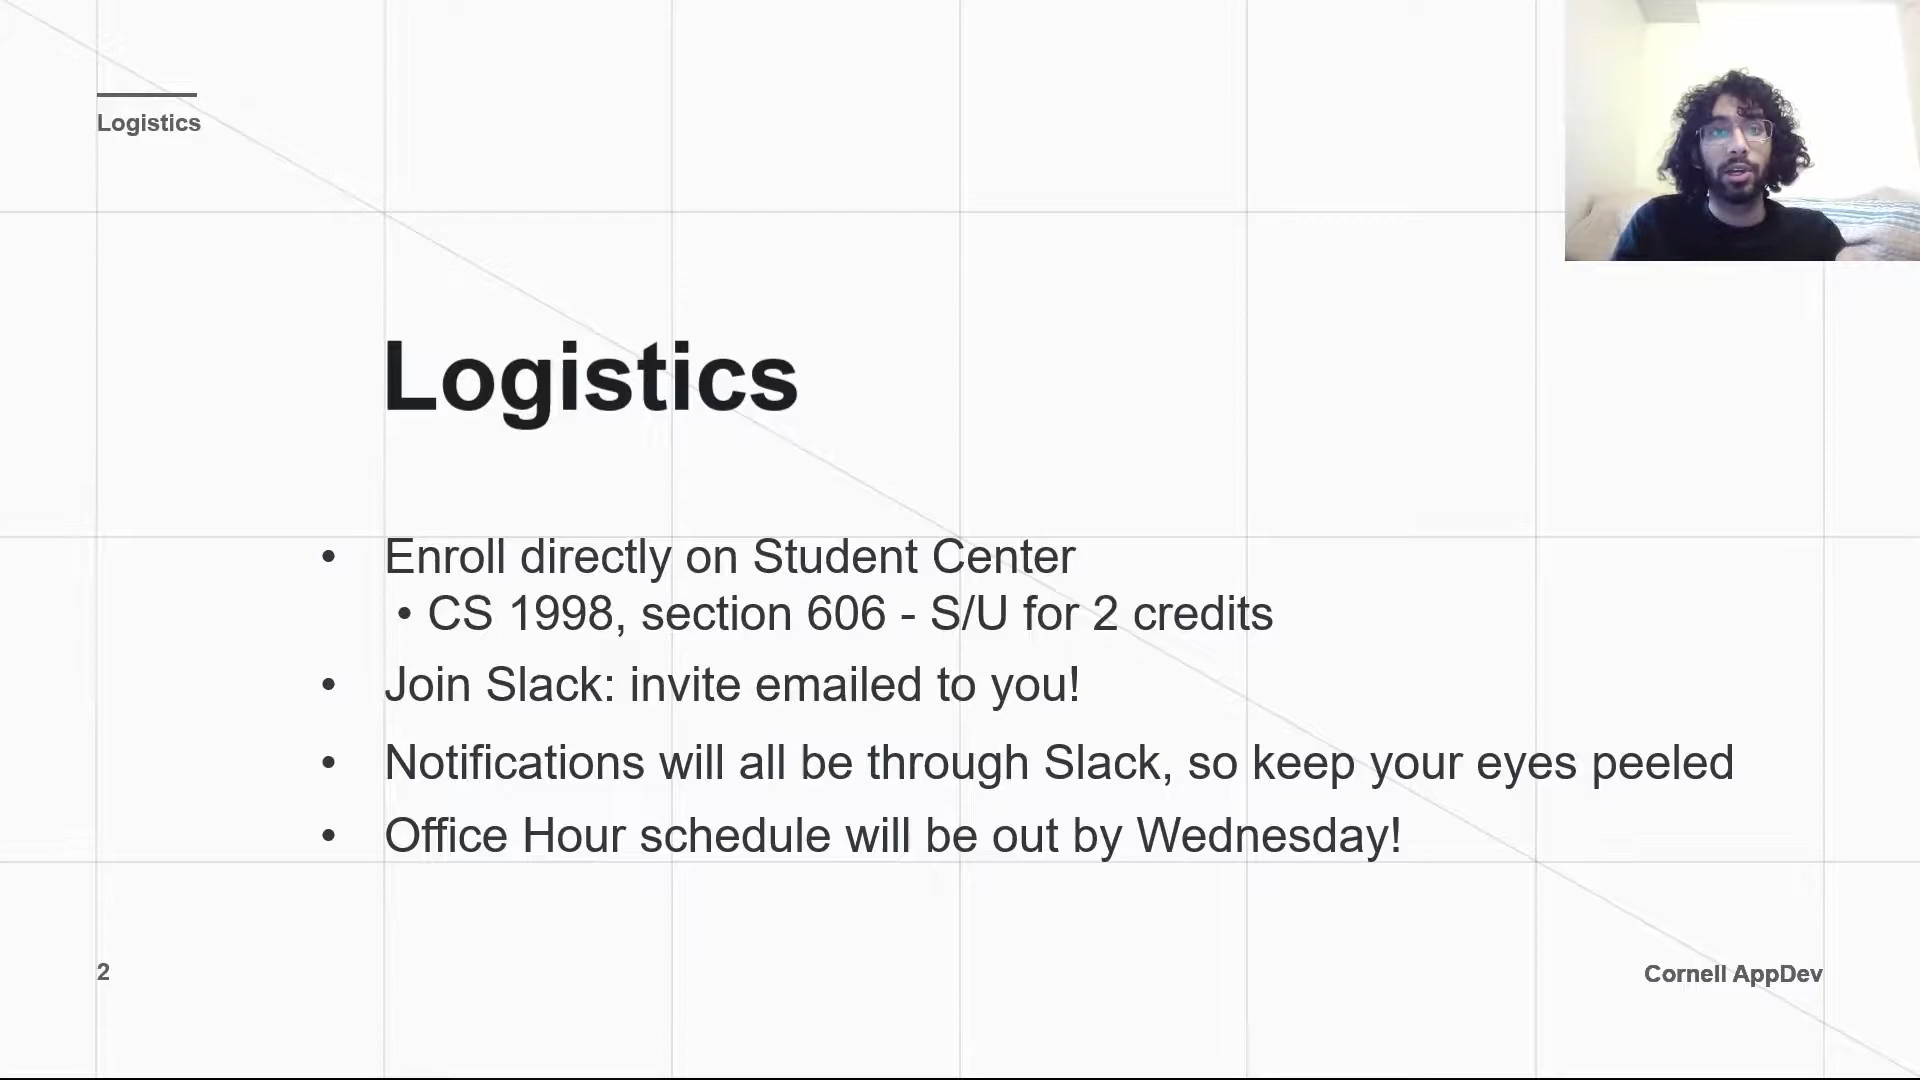 Logistics
Logistics
• Enroll directly on Student Center
• CS 1998, section 606 - S/U for 2 credits
• Join Slack: invite emailed to you!
• Notifications will all be through Slack, so keep your eyes peeled
• Office Hour schedule will be out by Wednesday!
2
Cornell AppDev